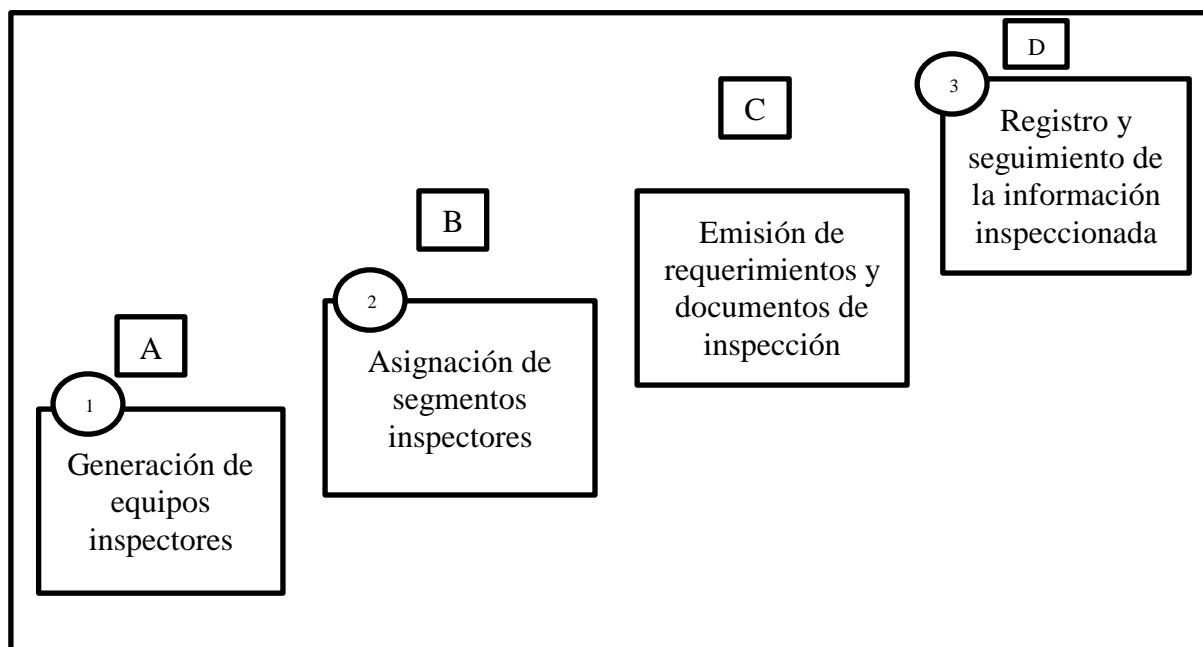 A
1
Generación de
equipos
inspectores
B
2
Asignación de
segmentos
inspectores
C
Emisión de
requerimientos y
documentos de
inspección
D
3
Registro y
seguimiento de
la información
inspeccionada